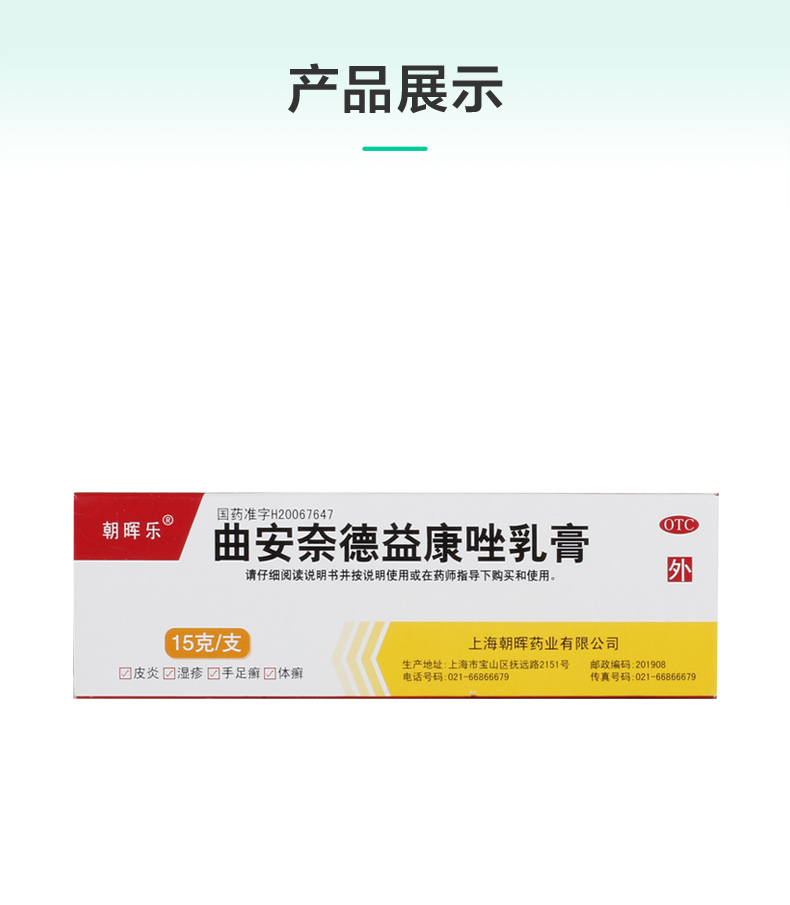 产品展示
朝晖乐®
国药准字H20067647
曲安奈德益康唑乳膏
请仔细阅读说明书并按说明使用或在药师指导下购买和使用。
OTC
外
15克/支
☑皮炎 ☑湿疹 ☑手足癣 ☑体癣
上海朝晖药业有限公司
生产地址:上海市宝山区抚远路2151号 邮政编码:201908
电话号码:021-66866679 传真号码:021-66866679